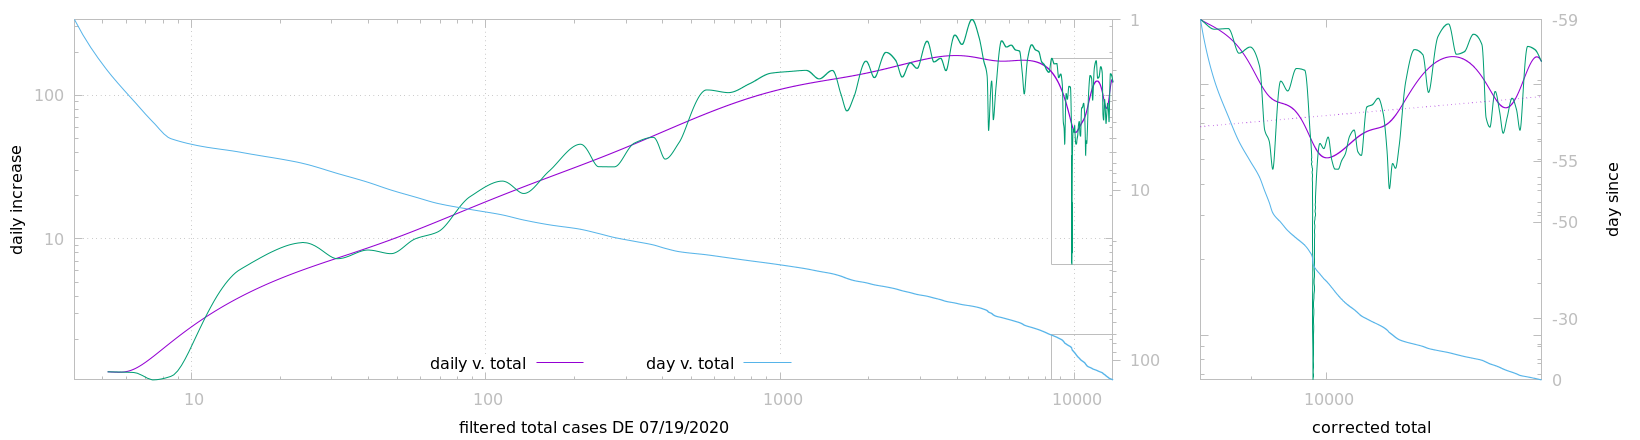 daily increase
100
10
daily v. total
day v. total
10
100
1000
10000
filtered total cases DE 07/19/2020
1
10
100
-59
-55
-50
-30
0
day since
10000
corrected total